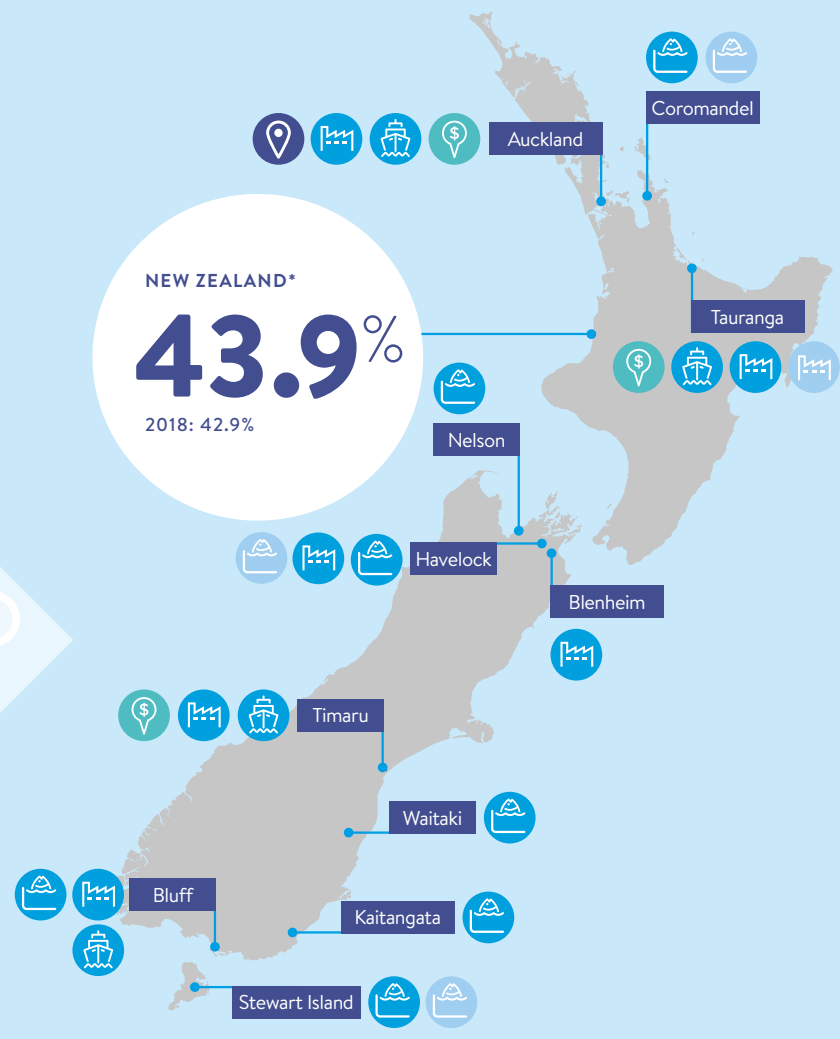 Coromandel
Auckland
NEW ZEALAND*
43.9%
2018: 42.9%
Tauranga
Nelson
Havelock
Blenheim
Timaru
Waitaki
Bluff
Kaitangata
Stewart Island
$
$
$